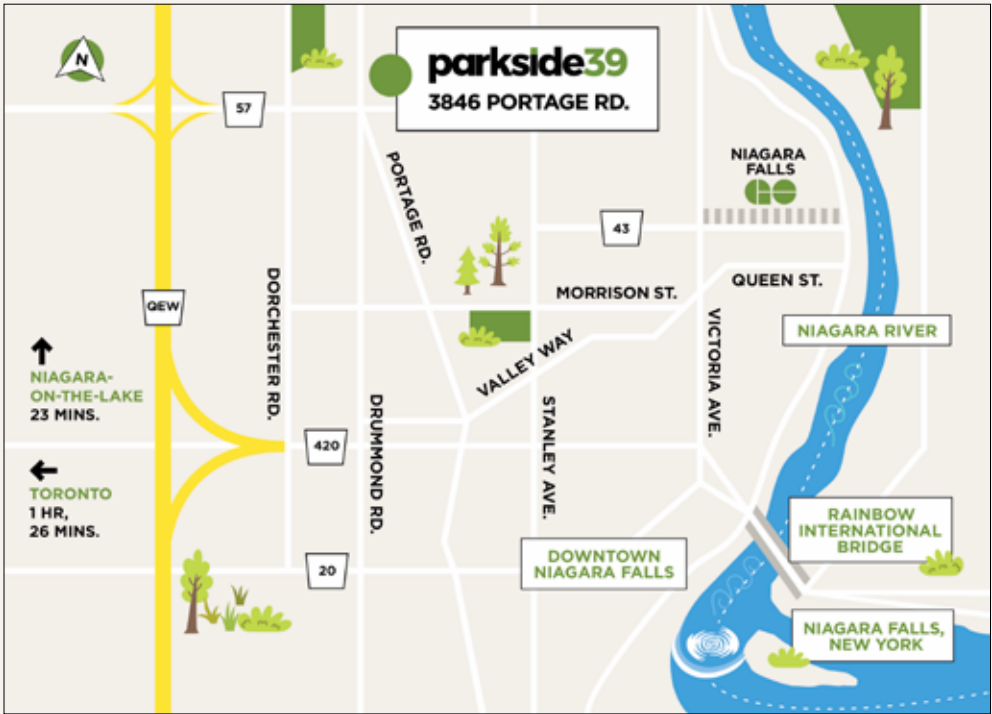 N
parkside39
3846 PORTAGE RD.
57
PORTAGE RD.
NIAGARA
FALLS
GO
43
QEW
DORCHESTER RD.
MORRISON ST.
QUEEN ST.
NIAGARA RIVER
VICTORIA AVE.
VALLEY WAY
NIAGARA-
ON-THE-LAKE
23 MINS.
DRUMMOND RD.
STANLEY AVE.
420
TORONTO
1 HR,
26 MINS.
RAINBOW
INTERNATIONAL
BRIDGE
DOWNTOWN
NIAGARA FALLS
20
NIAGARA FALLS,
NEW YORK